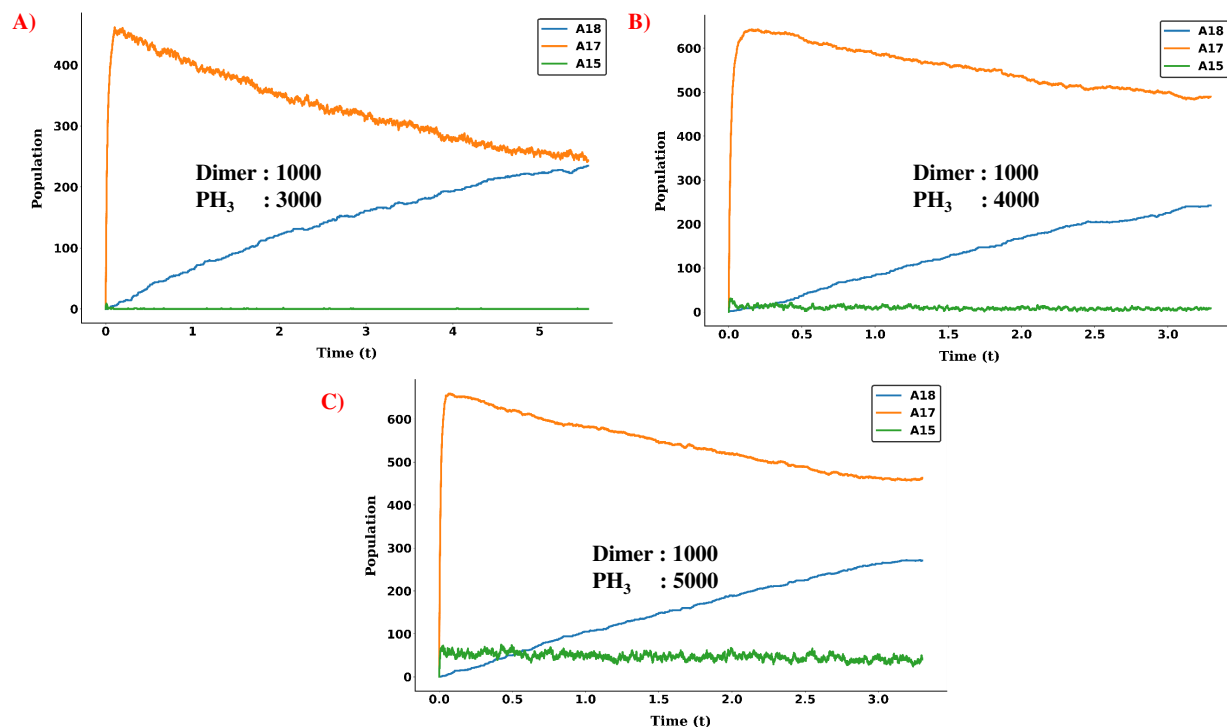 A)
A18
A17
A15
400
300
200
100
0
Population
Dimer : 1000
PH₃ : 3000
0 1 2 3 4 5
Time (t)
B)
A18
A17
A15
600
500
400
300
200
100
0
Population
Dimer : 1000
PH₃ : 4000
0.0 0.5 1.0 1.5 2.0 2.5 3.0
Time (t)
C)
A18
A17
A15
600
500
400
300
200
100
0
Population
Dimer : 1000
PH₃ : 5000
0.0 0.5 1.0 1.5 2.0 2.5 3.0
Time (t)